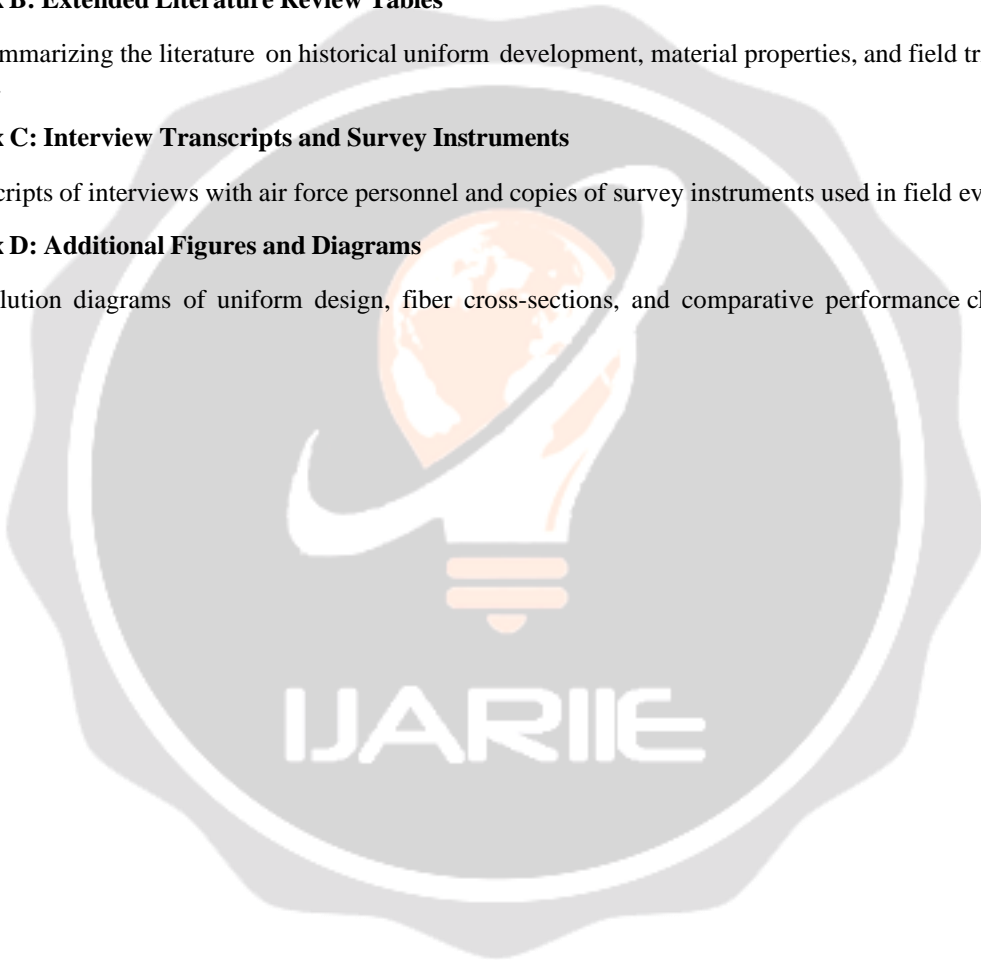 x B: Extended Literature Review Tables
mmarizing the literature on historical uniform development, material properties, and field tr
x C: Interview Transcripts and Survey Instruments
cripts of interviews with air force personnel and copies of survey instruments used in field ev
x D: Additional Figures and Diagrams
lution diagrams of uniform design, fiber cross-sections, and comparative performance c
IJARIIE